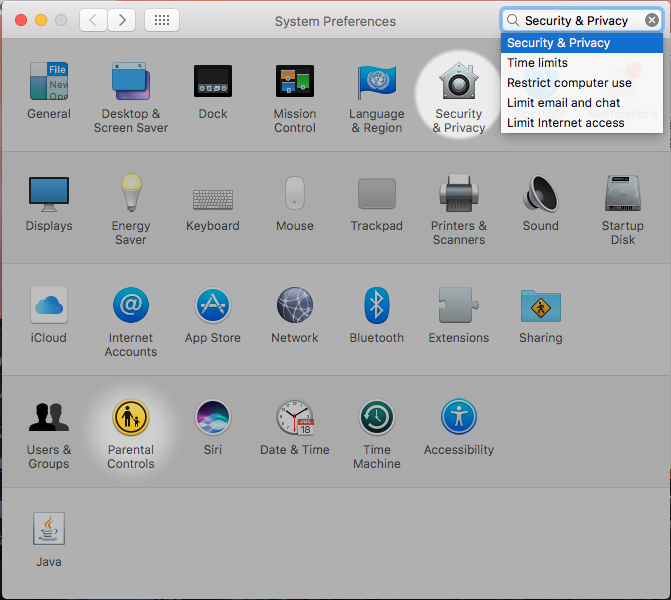 System Preferences
Security & Privacy
Security & Privacy
Time limits
Restrict computer use
Limit email and chat
Limit Internet access
File
New
Ope
General
Desktop &
Screen Saver
Dock
Mission
Control
Language
& Region
Security
& Privacy
Notifications
Displays
Energy
Saver
Keyboard
Mouse
Trackpad
Printers &
Scanners
Sound
Startup
Disk
iCloud
Internet
Accounts
App Store
Network
Bluetooth
Extensions
Sharing
Users &
Groups
Parental
Controls
Siri
JUL
18
Date & Time
Time
Machine
Accessibility
Java